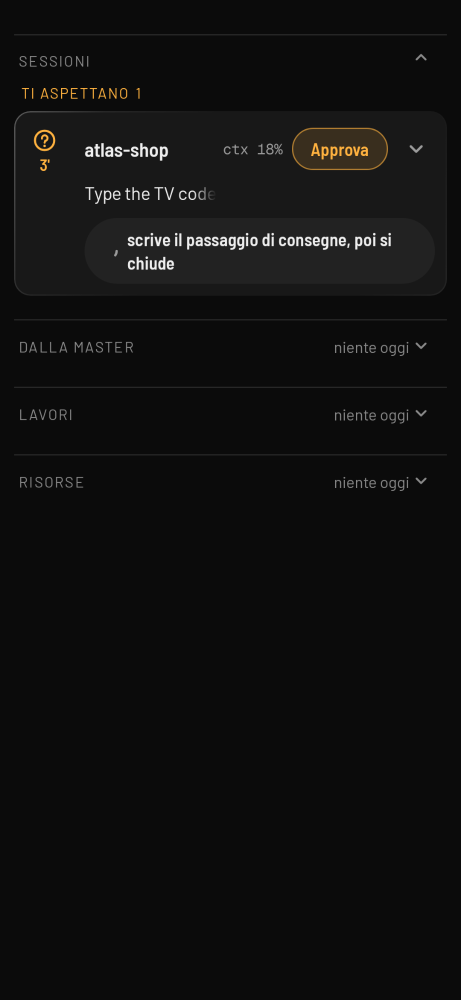 SESSIONI
TI ASPETTANO 1
3'
atlas-shop
ctx 18%
Approva
Type the TV code
, scrive il passaggio di consegne, poi si
chiude
DALLA MASTER
niente oggi
LAVORI
niente oggi
RISORSE
niente oggi